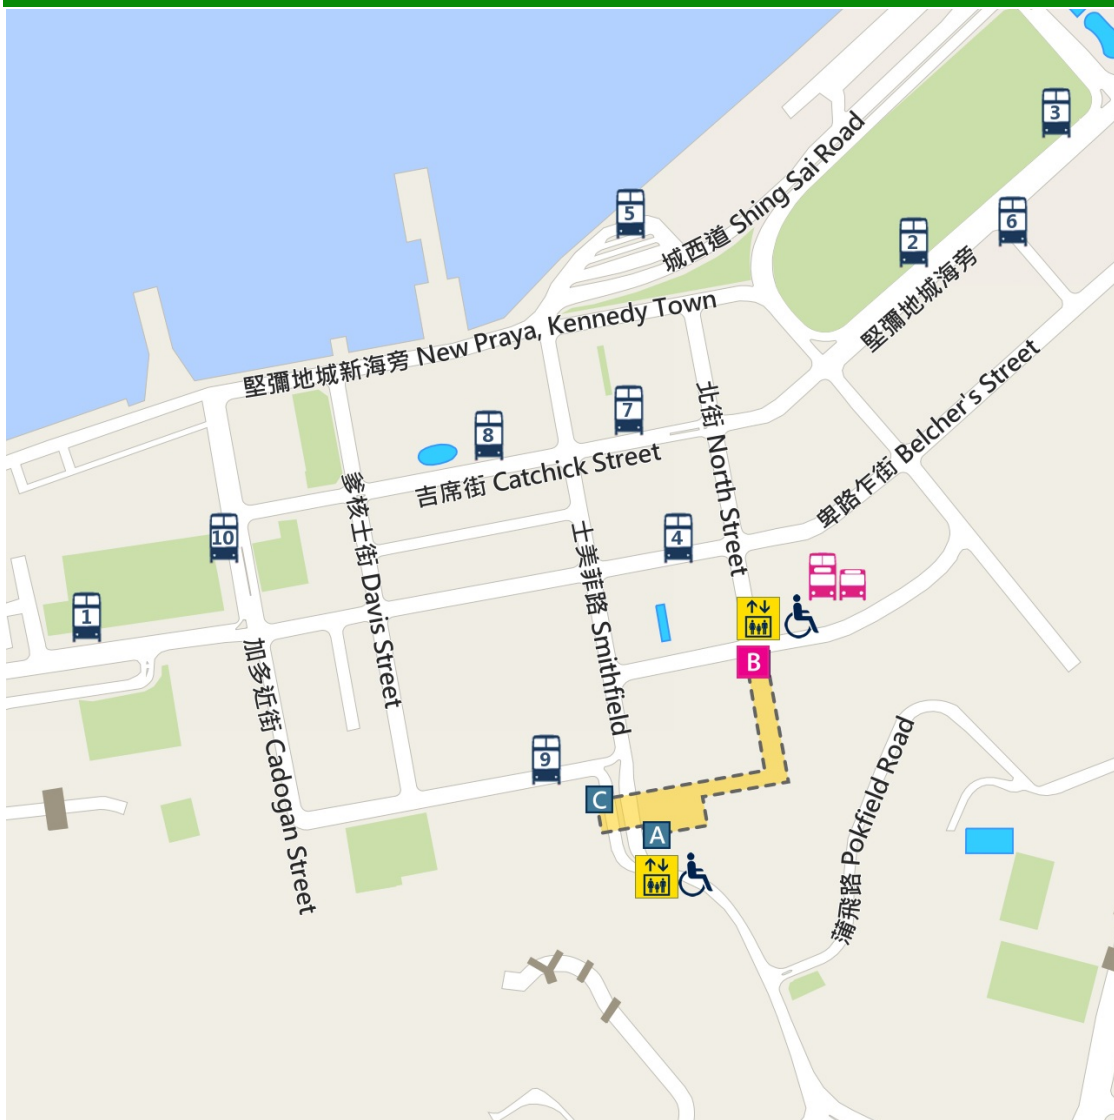 3
5
城西道 Shing Sai Road
6
2
堅彌地城海旁
堅彌地城新海旁 New Praya, Kennedy Town
7
8
北街 North Street
卑路乍街 Belcher's Street
吉席街 Catchick Street
爹核士街 Davis Street
10
4
士美菲路 Smithfield
1
加多近街 Cadogan Street
B
9
C
A
蒲飛路 Pokfield Road